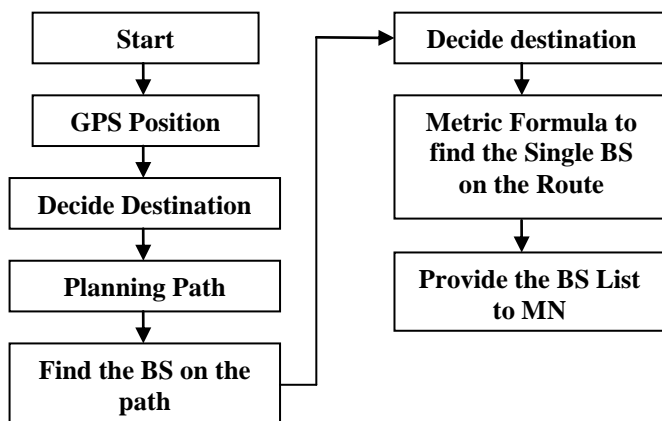 Start
GPS Position
Decide Destination
Planning Path
Find the BS on the
path
Decide destination
Metric Formula to
find the Single BS
on the Route
Provide the BS List
to MN